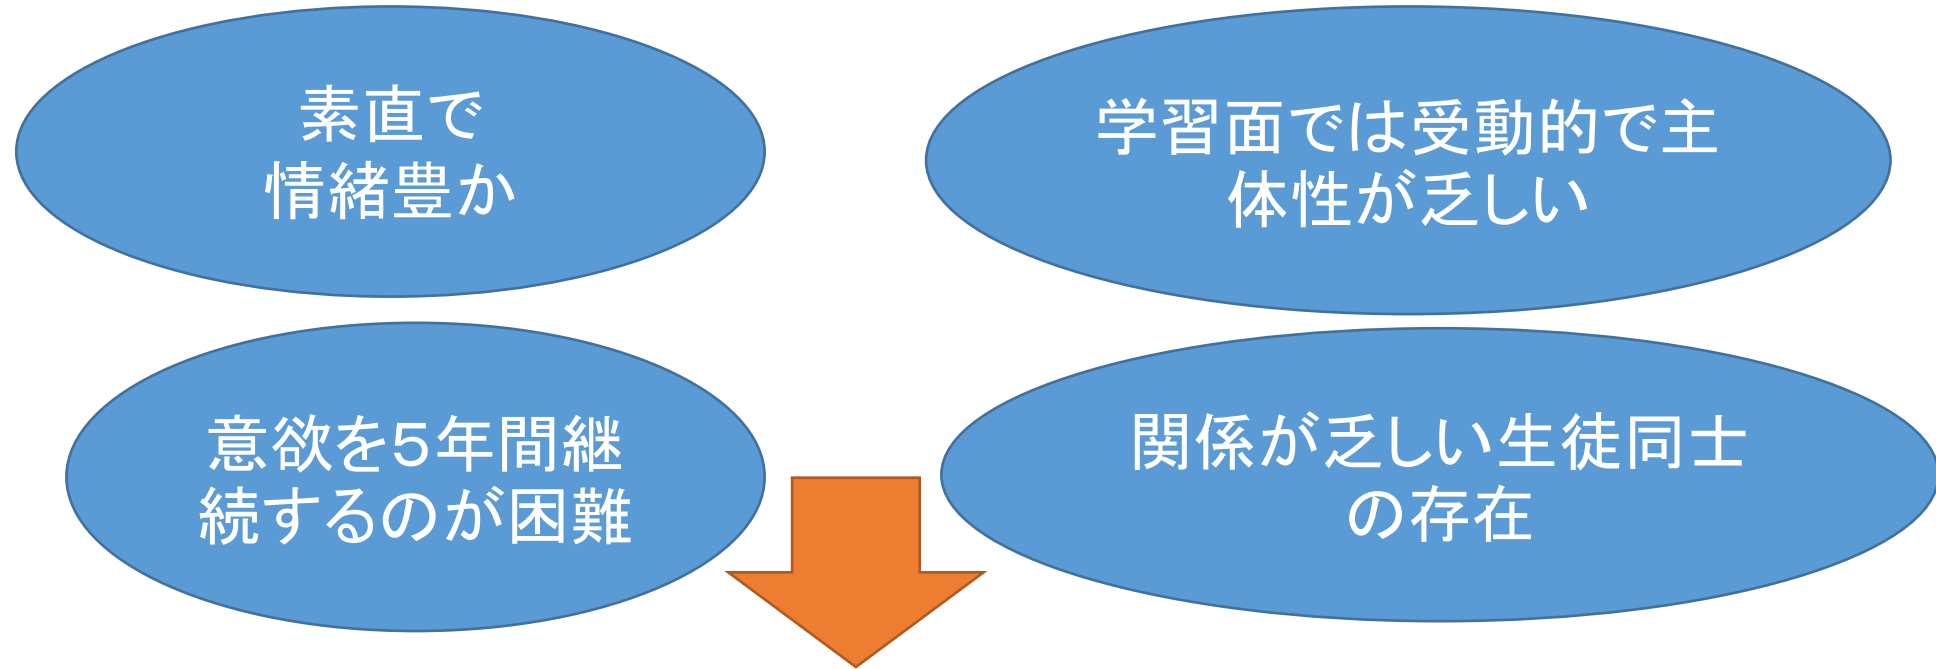 素直で
情緒豊か
学習面では受動的で主
体性が乏しい
意欲を５年間継
続するのが困難
関係が乏しい生徒同士
の存在